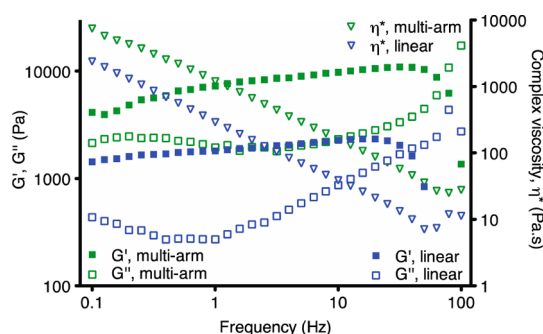 η*, multi-arm
η*, linear
10000
1000
100
G', G'' (Pa)
10000
1000
100
10
1
Complex viscosity, η* (Pa.s)
G', multi-arm
G'', multi-arm
G', linear
G'', linear
0.1
1
10
100
Frequency (Hz)